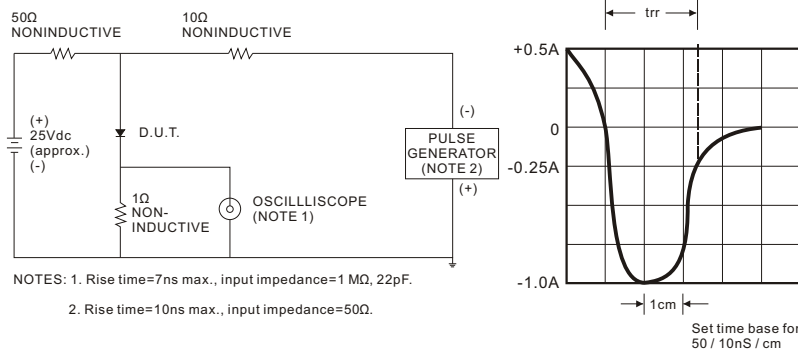 50Ω
NONINDUCTIVE
10Ω
NONINDUCTIVE
(+)
25Vdc
(approx.)
(-)
D.U.T.
1Ω
NON-
INDUCTIVE
OSCILLLISCOPE
(NOTE 1)
(-)
PULSE
GENERATOR
(NOTE 2)
(+)
NOTES: 1. Rise time=7ns max., input impedance=1 MΩ, 22pF.
2. Rise time=10ns max., input impedance=50Ω.
trr
+0.5A
0
-0.25A
-1.0A
1cm
Set time base for
50 / 10nS / cm